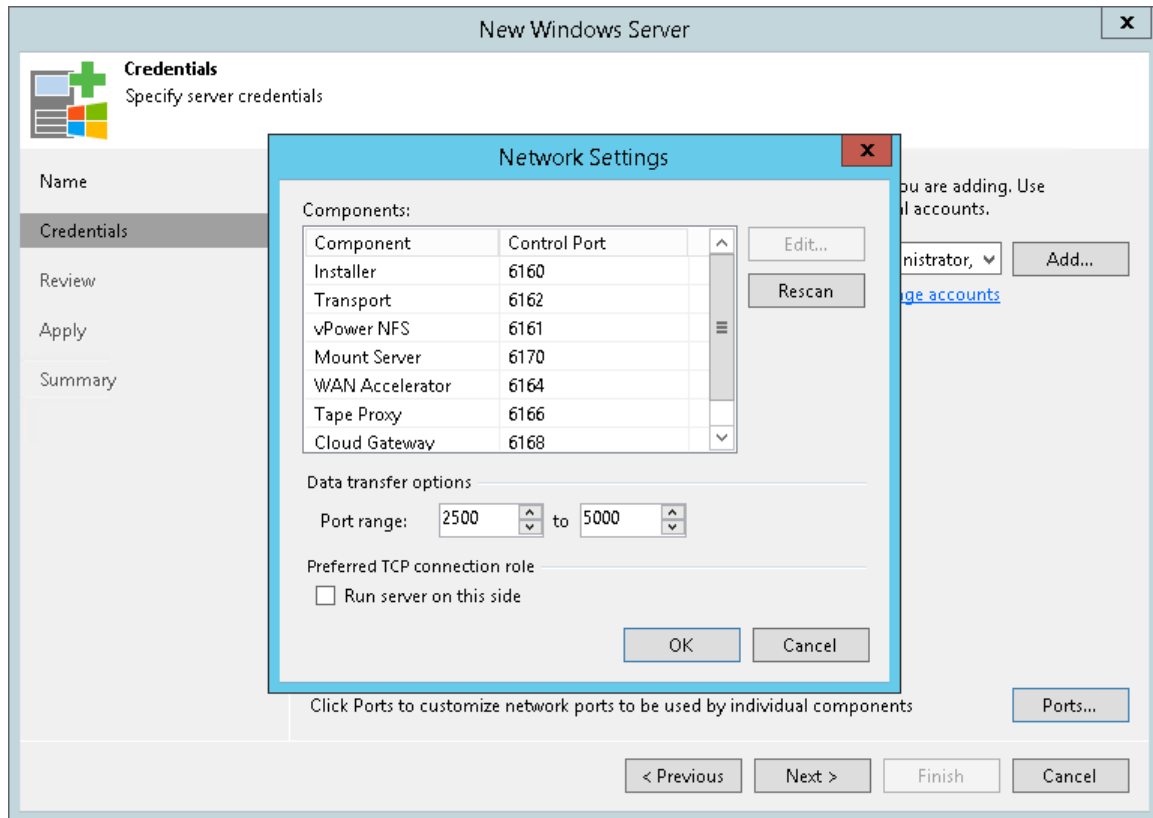 New Windows Server
x
Credentials
Specify server credentials
Name
Credentials
Review
Apply
Summary
ou are adding. Use
l accounts.
nistrator,
Add...
ge accounts
Network Settings
x
Components:
Component Control Port
Installer 6160
Transport 6162
vPower NFS 6161
Mount Server 6170
WAN Accelerator 6164
Tape Proxy 6166
Cloud Gateway 6168
Edit...
Rescan
Data transfer options
Port range: 2500 to 5000
Preferred TCP connection role
Run server on this side
OK Cancel
Click Ports to customize network ports to be used by individual components
Ports...
< Previous Next > Finish Cancel